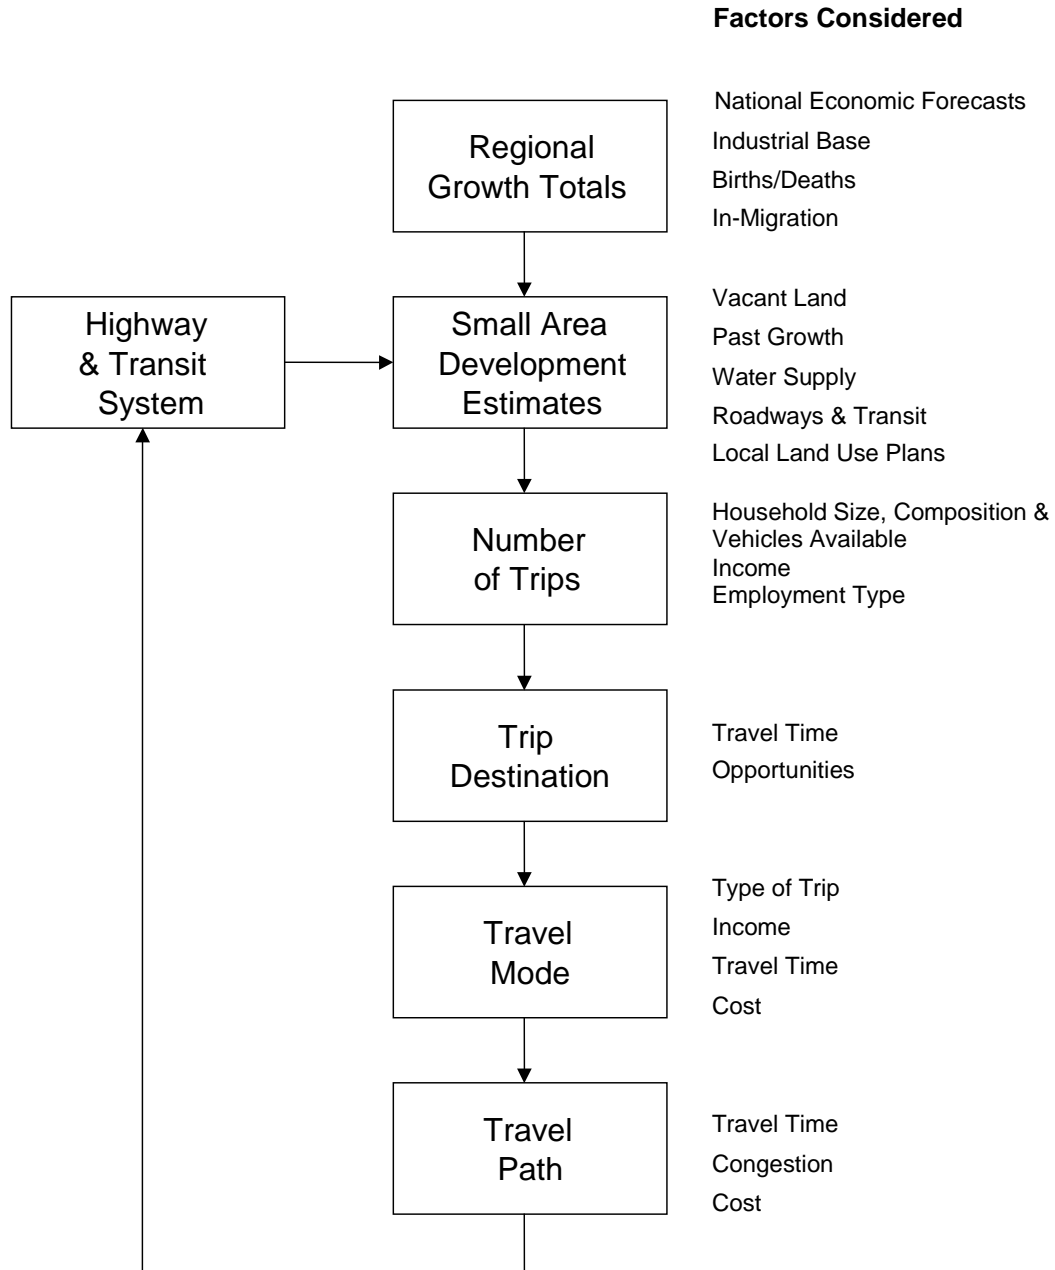 Factors Considered
Regional
Growth Totals
National Economic Forecasts
Industrial Base
Births/Deaths
In-Migration
Highway
& Transit
System
Small Area
Development
Estimates
Vacant Land
Past Growth
Water Supply
Roadways & Transit
Local Land Use Plans
Number
of Trips
Household Size, Composition &
Vehicles Available
Income
Employment Type
Trip
Destination
Travel Time
Opportunities
Travel
Mode
Type of Trip
Income
Travel Time
Cost
Travel
Path
Travel Time
Congestion
Cost